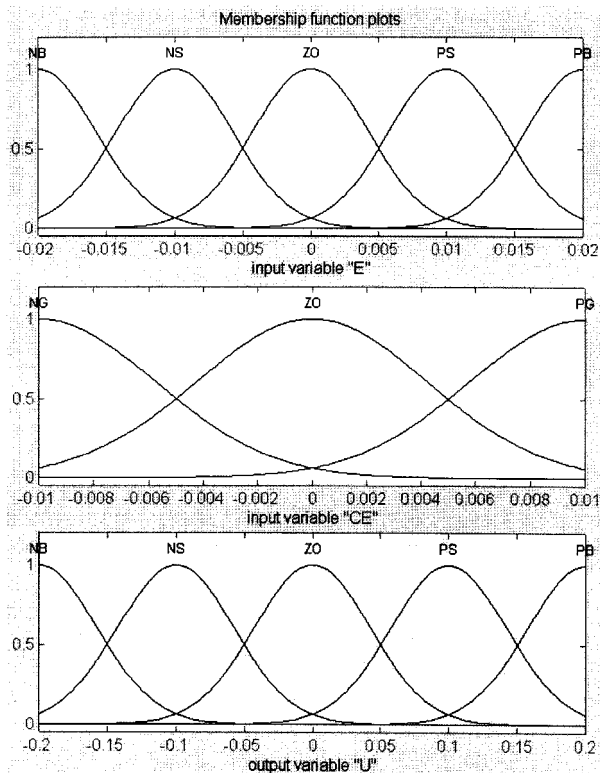 Membership function plots
NB NS ZO PS PB
1
0.5
0
-0.02 -0.015 -0.01 -0.005 0 0.005 0.01 0.015 0.02
input variable "E"
NG ZO PG
1
0.5
0
-0.01 -0.008 -0.006 -0.004 -0.002 0 0.002 0.004 0.006 0.008 0.01
input variable "CE"
NB NS ZO PS PB
1
0.5
0
-0.2 -0.15 -0.1 -0.05 0 0.05 0.1 0.15 0.2
output variable "U"